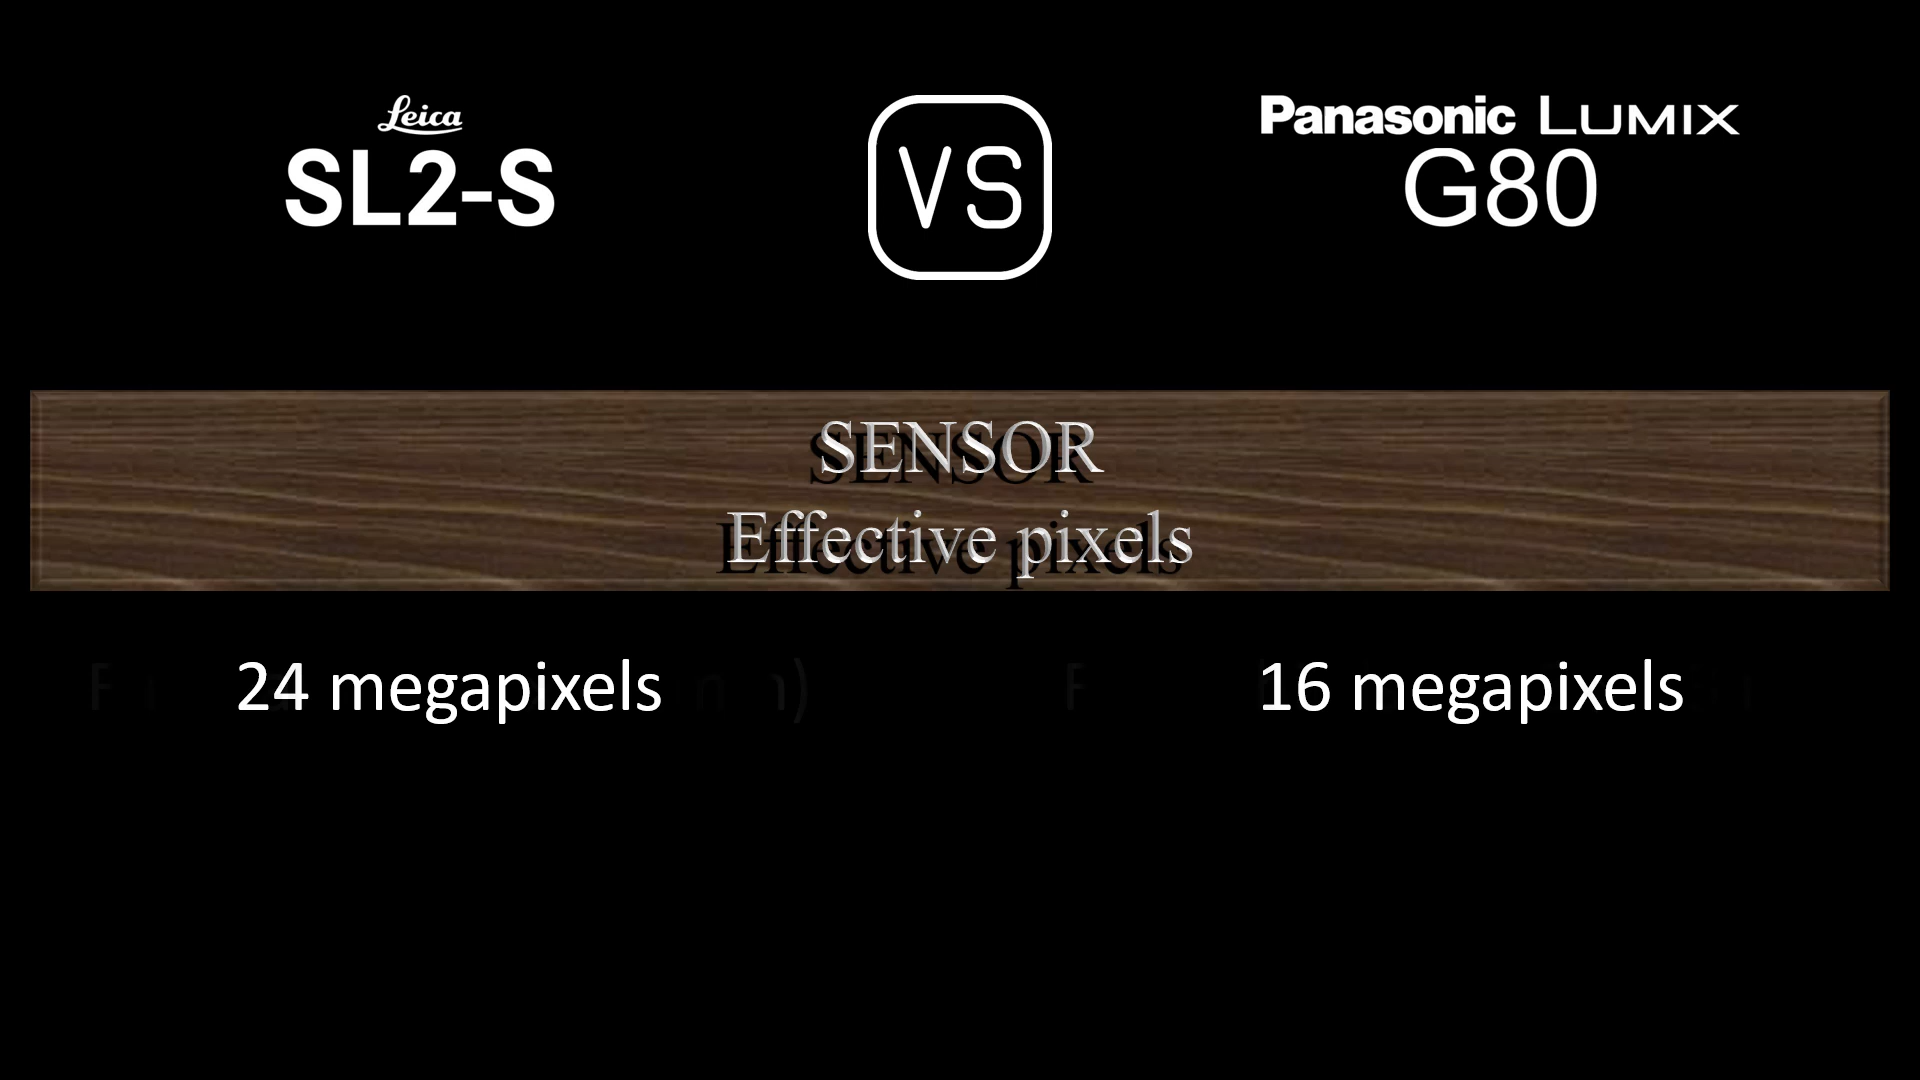 Leica
SL2-S
VS
Panasonic LUMIX
G80
SENSOR
Effective pixels
24 megapixels
16 megapixels